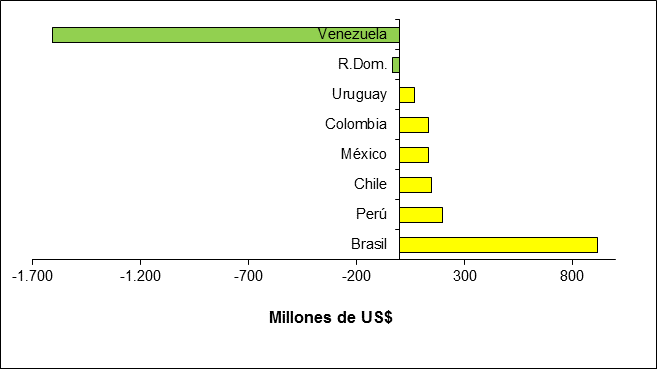 Venezuela
R.Dom.
Uruguay
Colombia
México
Chile
Perú
Brasil
-1.700 -1.200 -700 -200 300 800
Millones de US$